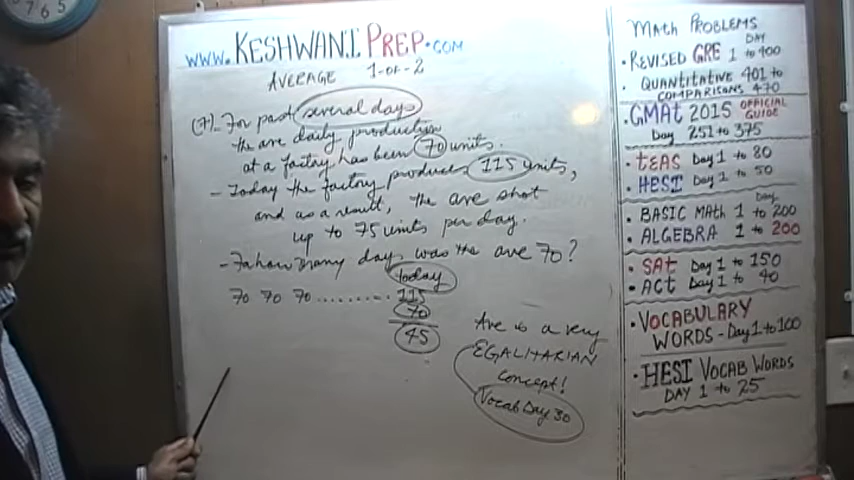 7 6 5
www.KESHWANI PREP.com
AVERAGE 1-OF-2
(7). For past several days
the ave daily production
at a factory has been 70 units.
- Today the factory produces 115 units,
and as a result, the ave shot
up to 75 units per day.
- For how many days was the ave 70?
today
70 70 70 ......... 115
70
45
Ave is a very
EGALITARIAN
concept!
Vocab Day 30
MATH PROBLEMS
DAY
• REVISED GRE 1 to 400
• QUANTITATIVE 401 to
COMPARISONS 470
• GMAT 2015 OFFICIAL GUIDE
Day 251 to 375
• TEAS Day 1 to 80
• HESI Day 1 to 50
Day
• BASIC MATH 1 to 200
• ALGEBRA 1 to 200
• SAT Day 1 to 150
• ACT Day 1 to 40
• VOCABULARY
WORDS - Day 1 to 100
• HESI VOCAB WORDS
DAY 1 to 25